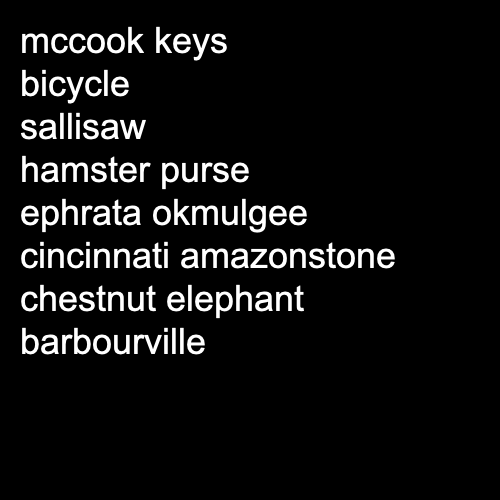 mccook keys
bicycle
sallisaw
hamster purse
ephrata okmulgee
cincinnati amazonstone
chestnut elephant
barbourville